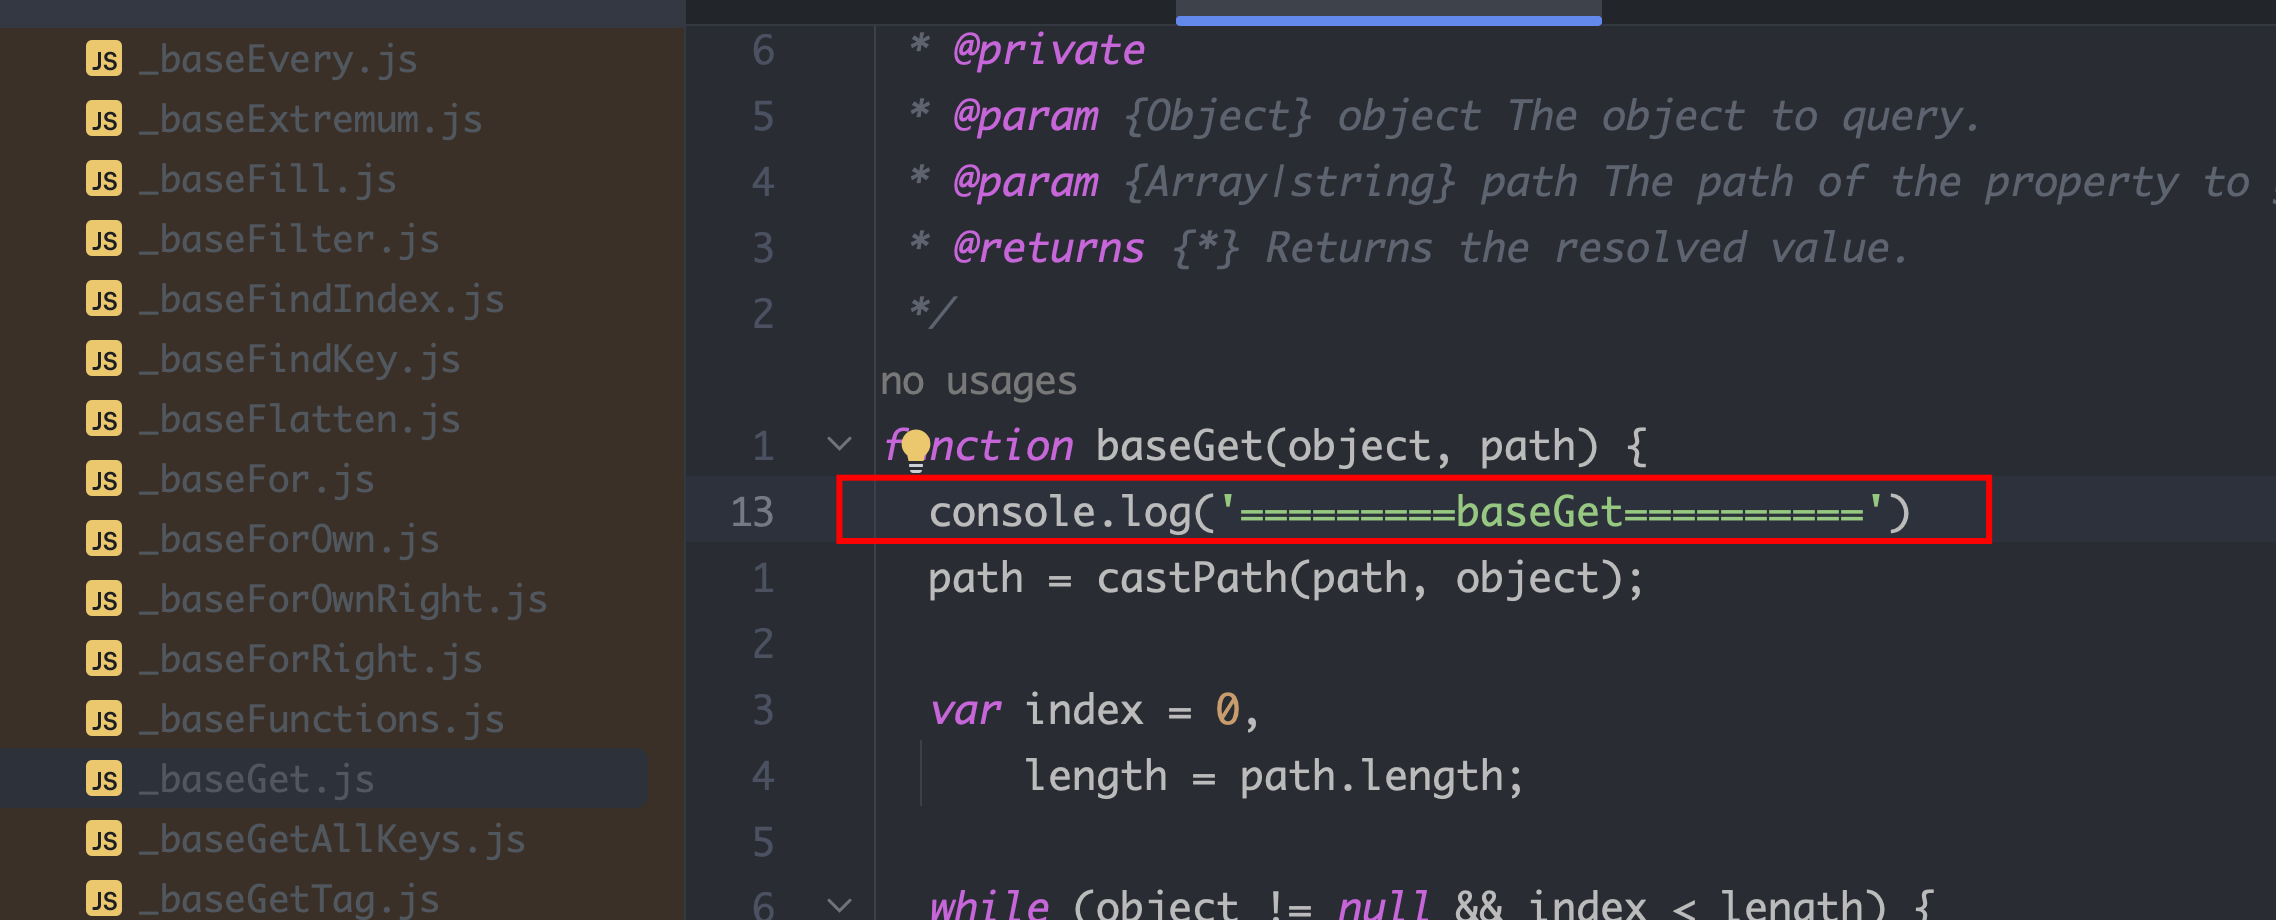 JS _baseEvery.js
JS _baseExtremum.js
JS _baseFill.js
JS _baseFilter.js
JS _baseFindIndex.js
JS _baseFindKey.js
JS _baseFlatten.js
JS _baseFor.js
JS _baseForOwn.js
JS _baseForOwnRight.js
JS _baseForRight.js
JS _baseFunctions.js
JS _baseGet.js
JS _baseGetAllKeys.js
JS _baseGetTag.js
6 * @private
5 * @param {Object} object The object to query.
4 * @param {Array|string} path The path of the property to
3 * @returns {*} Returns the resolved value.
2 */
no usages
1 function baseGet(object, path) {
13 console.log('=========baseGet==========')
1 path = castPath(path, object);
2
3 var index = 0,
4 length = path.length;
5
6 while (object != null && index < length) {